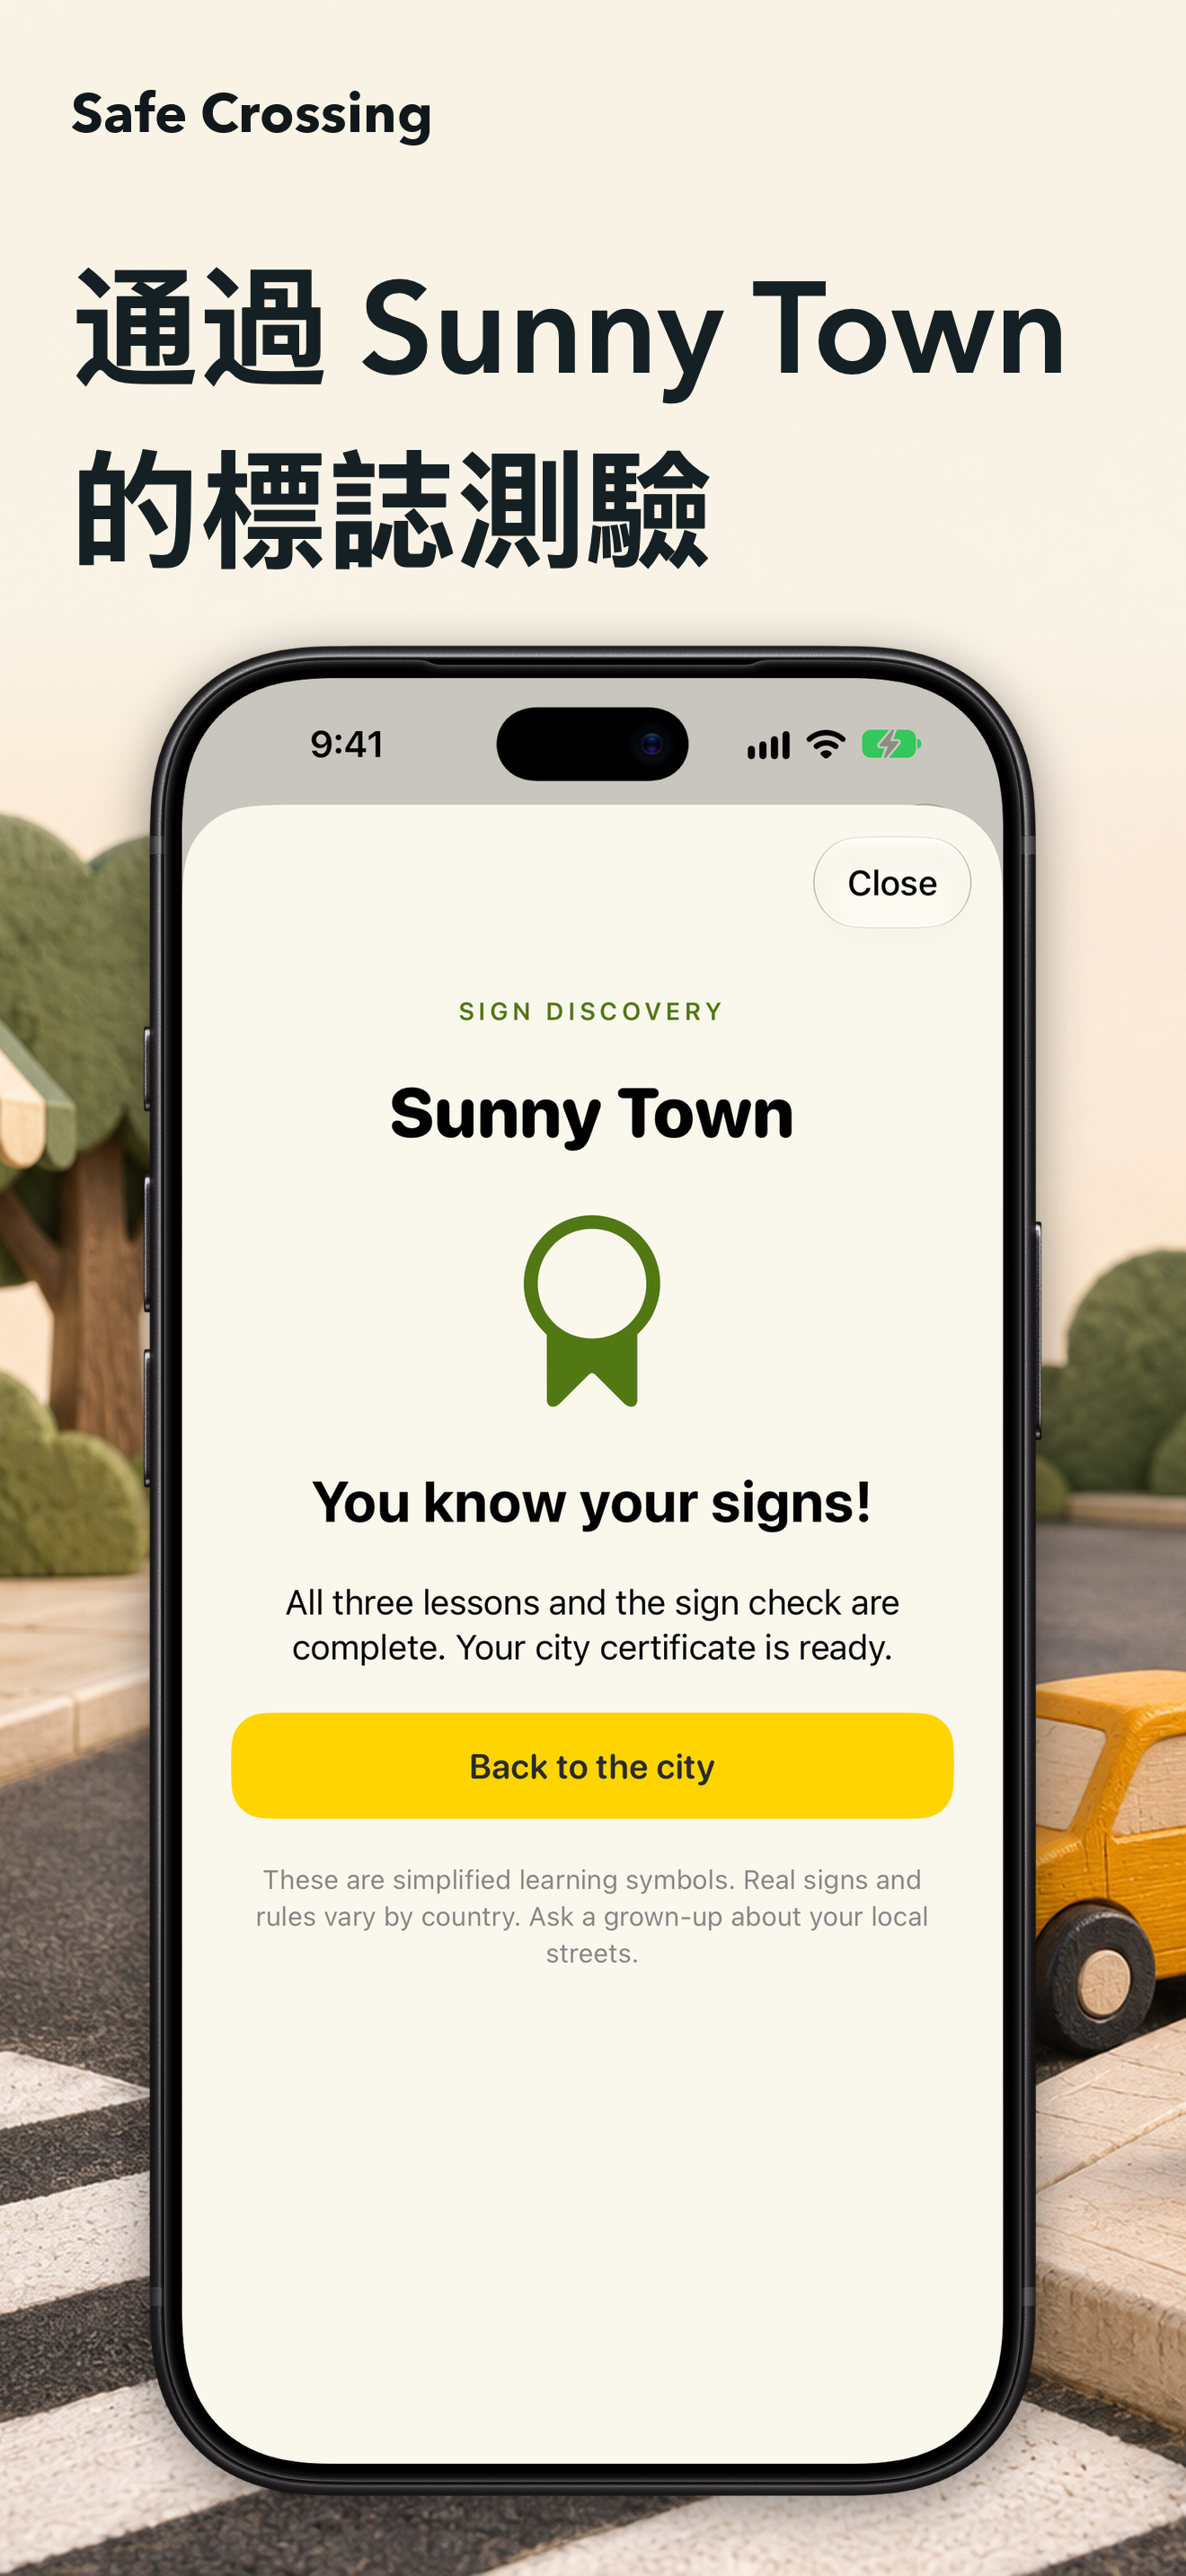 Safe Crossing
通過 Sunny Town
的標誌測驗
9:41
Close
SIGN DISCOVERY
Sunny Town
You know your signs!
All three lessons and the sign check are
complete. Your city certificate is ready.
Back to the city
These are simplified learning symbols. Real signs and
rules vary by country. Ask a grown-up about your local
streets.